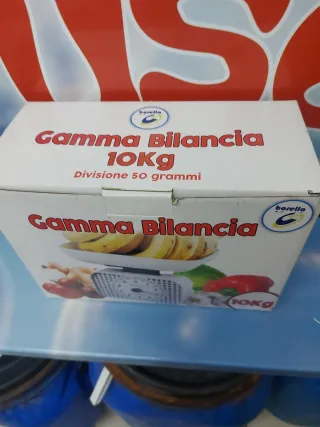 borella
Gamma Bilancia
10Kg
Divisione 50 grammi
Gamma Bilancia
borella
10Kg